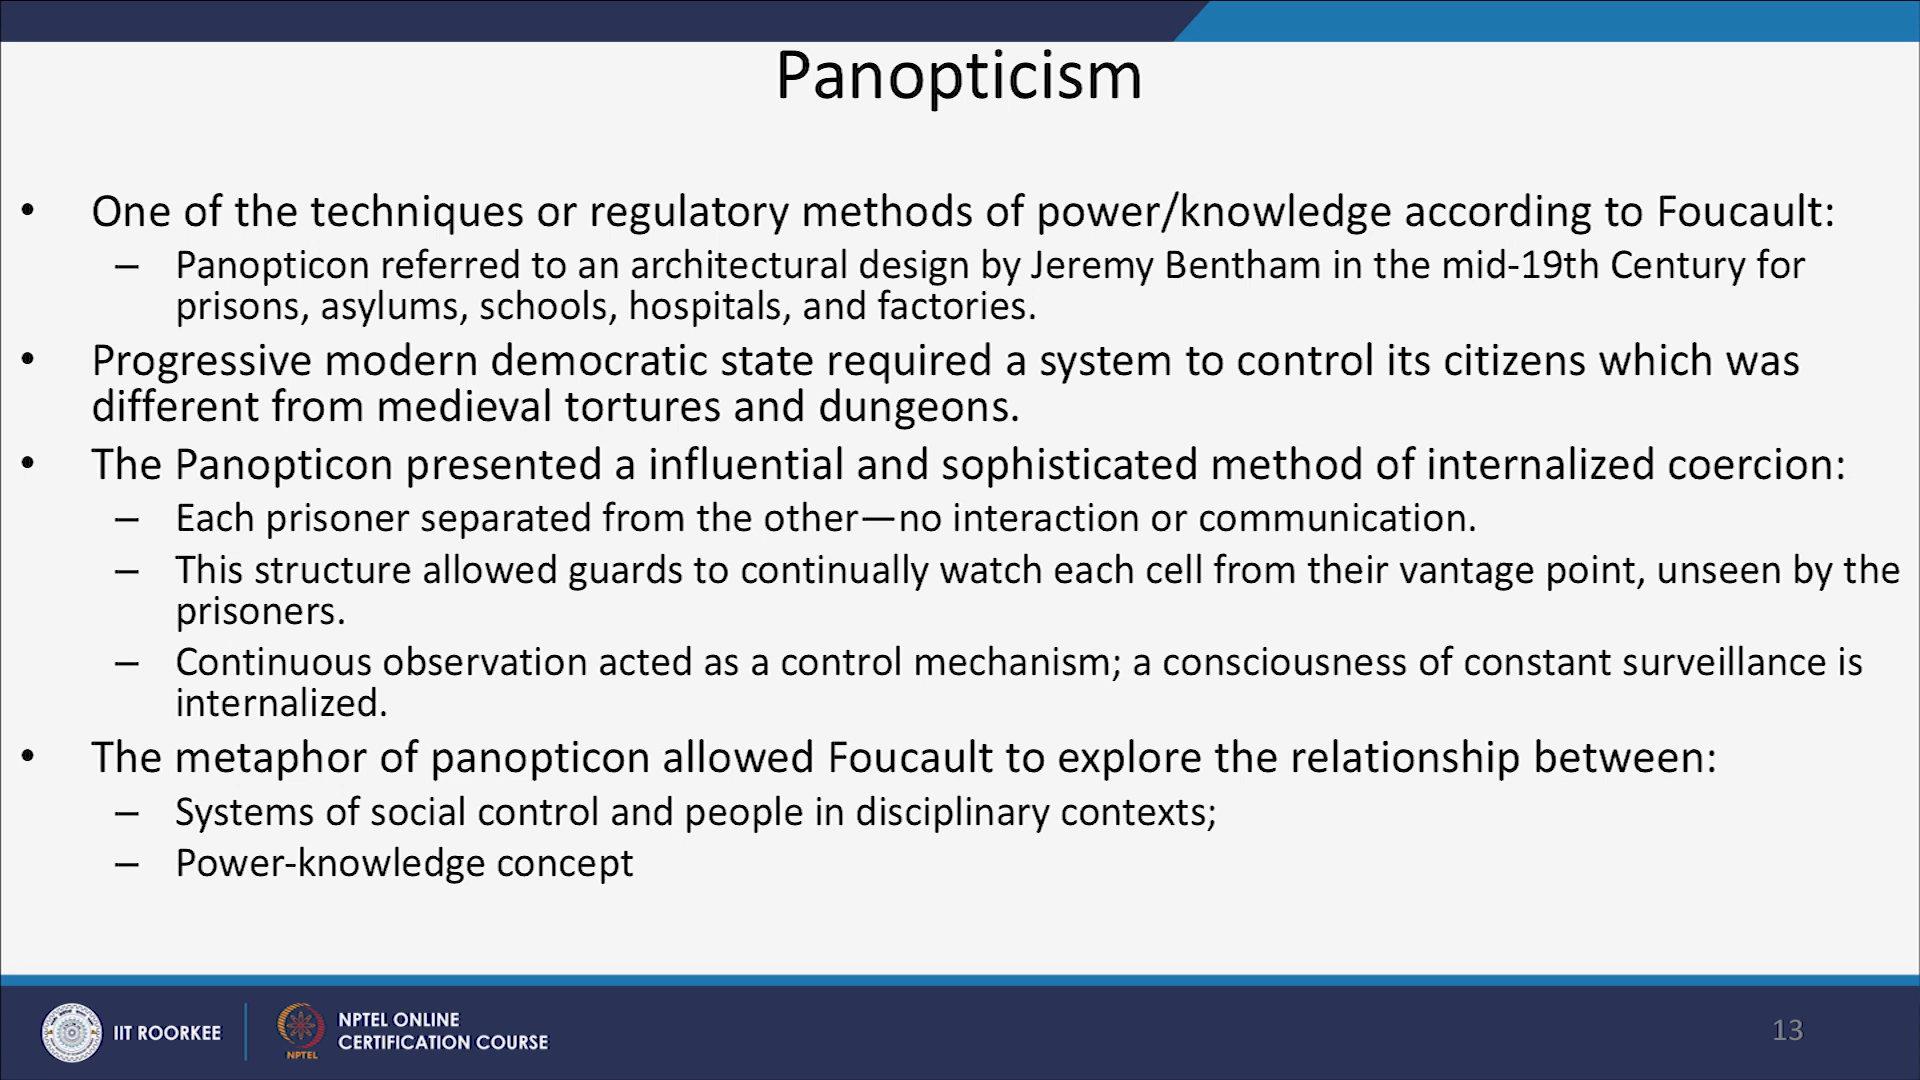 Panopticism
• One of the techniques or regulatory methods of power/knowledge according to Foucault:
– Panopticon referred to an architectural design by Jeremy Bentham in the mid-19th Century for
prisons, asylums, schools, hospitals, and factories.
• Progressive modern democratic state required a system to control its citizens which was
different from medieval tortures and dungeons.
• The Panopticon presented a influential and sophisticated method of internalized coercion:
– Each prisoner separated from the other—no interaction or communication.
– This structure allowed guards to continually watch each cell from their vantage point, unseen by the
prisoners.
– Continuous observation acted as a control mechanism; a consciousness of constant surveillance is
internalized.
• The metaphor of panopticon allowed Foucault to explore the relationship between:
– Systems of social control and people in disciplinary contexts;
– Power-knowledge concept
IIT ROORKEE
NPTEL
NPTEL ONLINE
CERTIFICATION COURSE
13